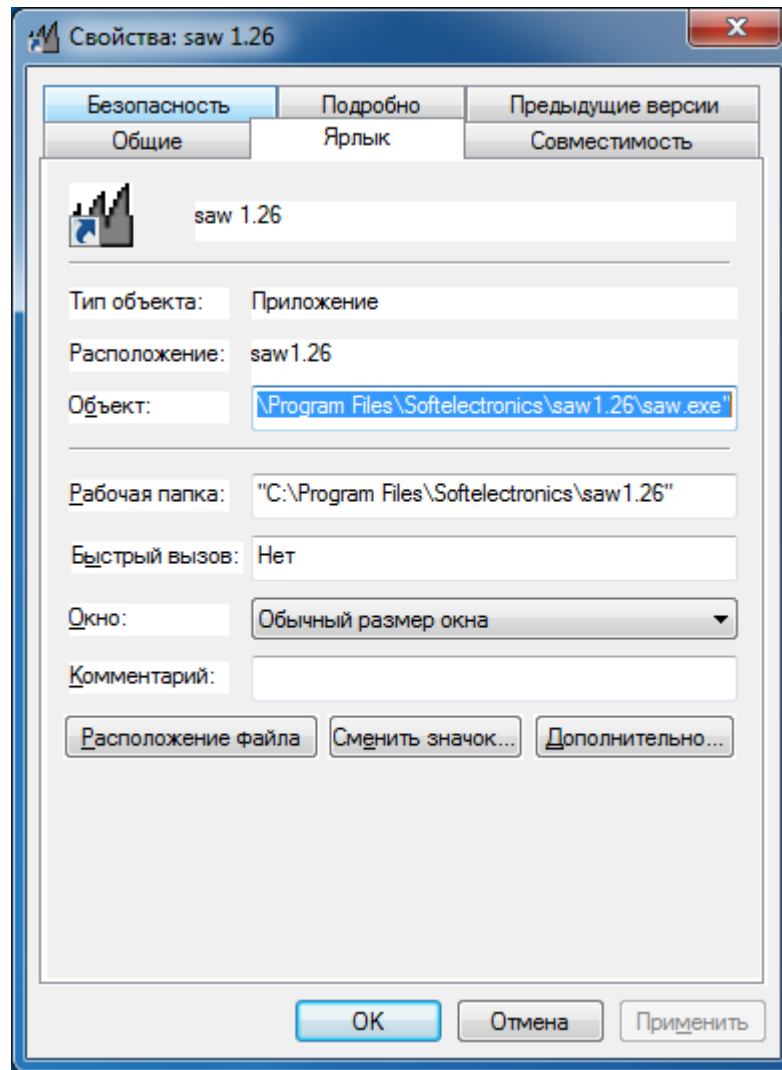 Свойства: saw 1.26
Безопасность Подробно Предыдущие версии
Общие Ярлык Совместимость
saw 1.26
Тип объекта: Приложение
Расположение: saw1.26
Объект: \Program Files\Softelectronics\saw1.26\saw.exe"
Рабочая папка: "C:\Program Files\Softelectronics\saw1.26"
Быстрый вызов: Нет
Окно: Обычный размер окна
Комментарий:
Расположение файла Сменить значок... Дополнительно...
OK Отмена Применить